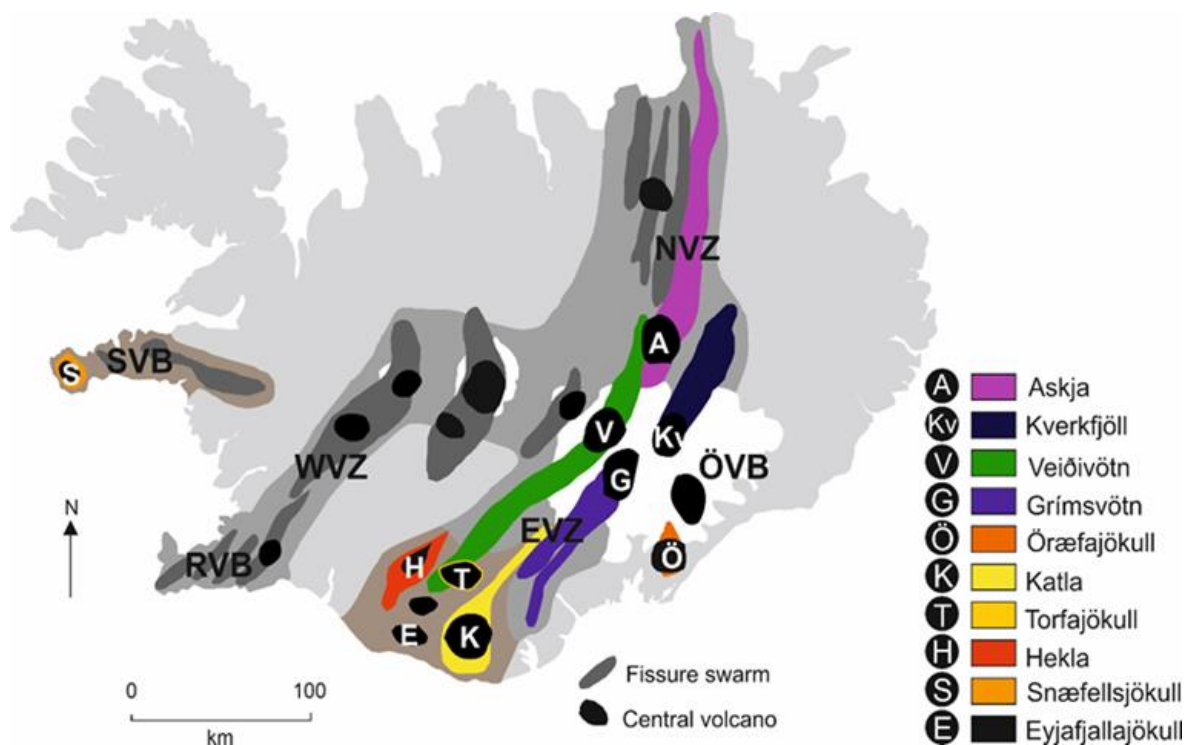 NVZ
A
SVB
S
V
Kv
WVZ
ÖVB
G
EVZ
N
RVB
H
T
Ö
E
K
0 100
km
Fissure swarm
Central volcano
A Askja
Kv Kverkfjöll
V Veiðivötn
G Grímsvötn
Ö Öræfajökull
K Katla
T Torfajökull
H Hekla
S Snæfellsjökull
E Eyjafjallajökull